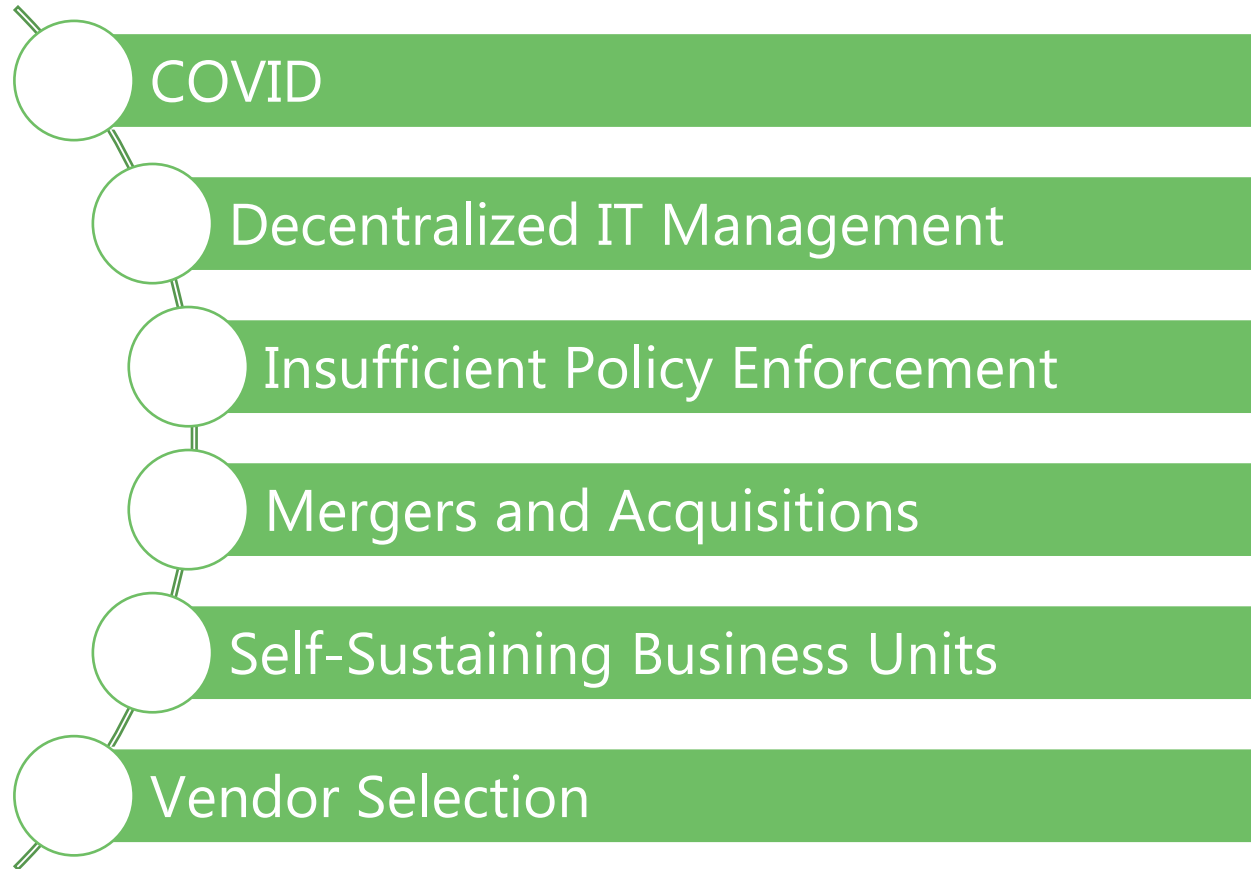 COVID
Decentralized IT Management
Insufficient Policy Enforcement
Mergers and Acquisitions
Self-Sustaining Business Units
Vendor Selection